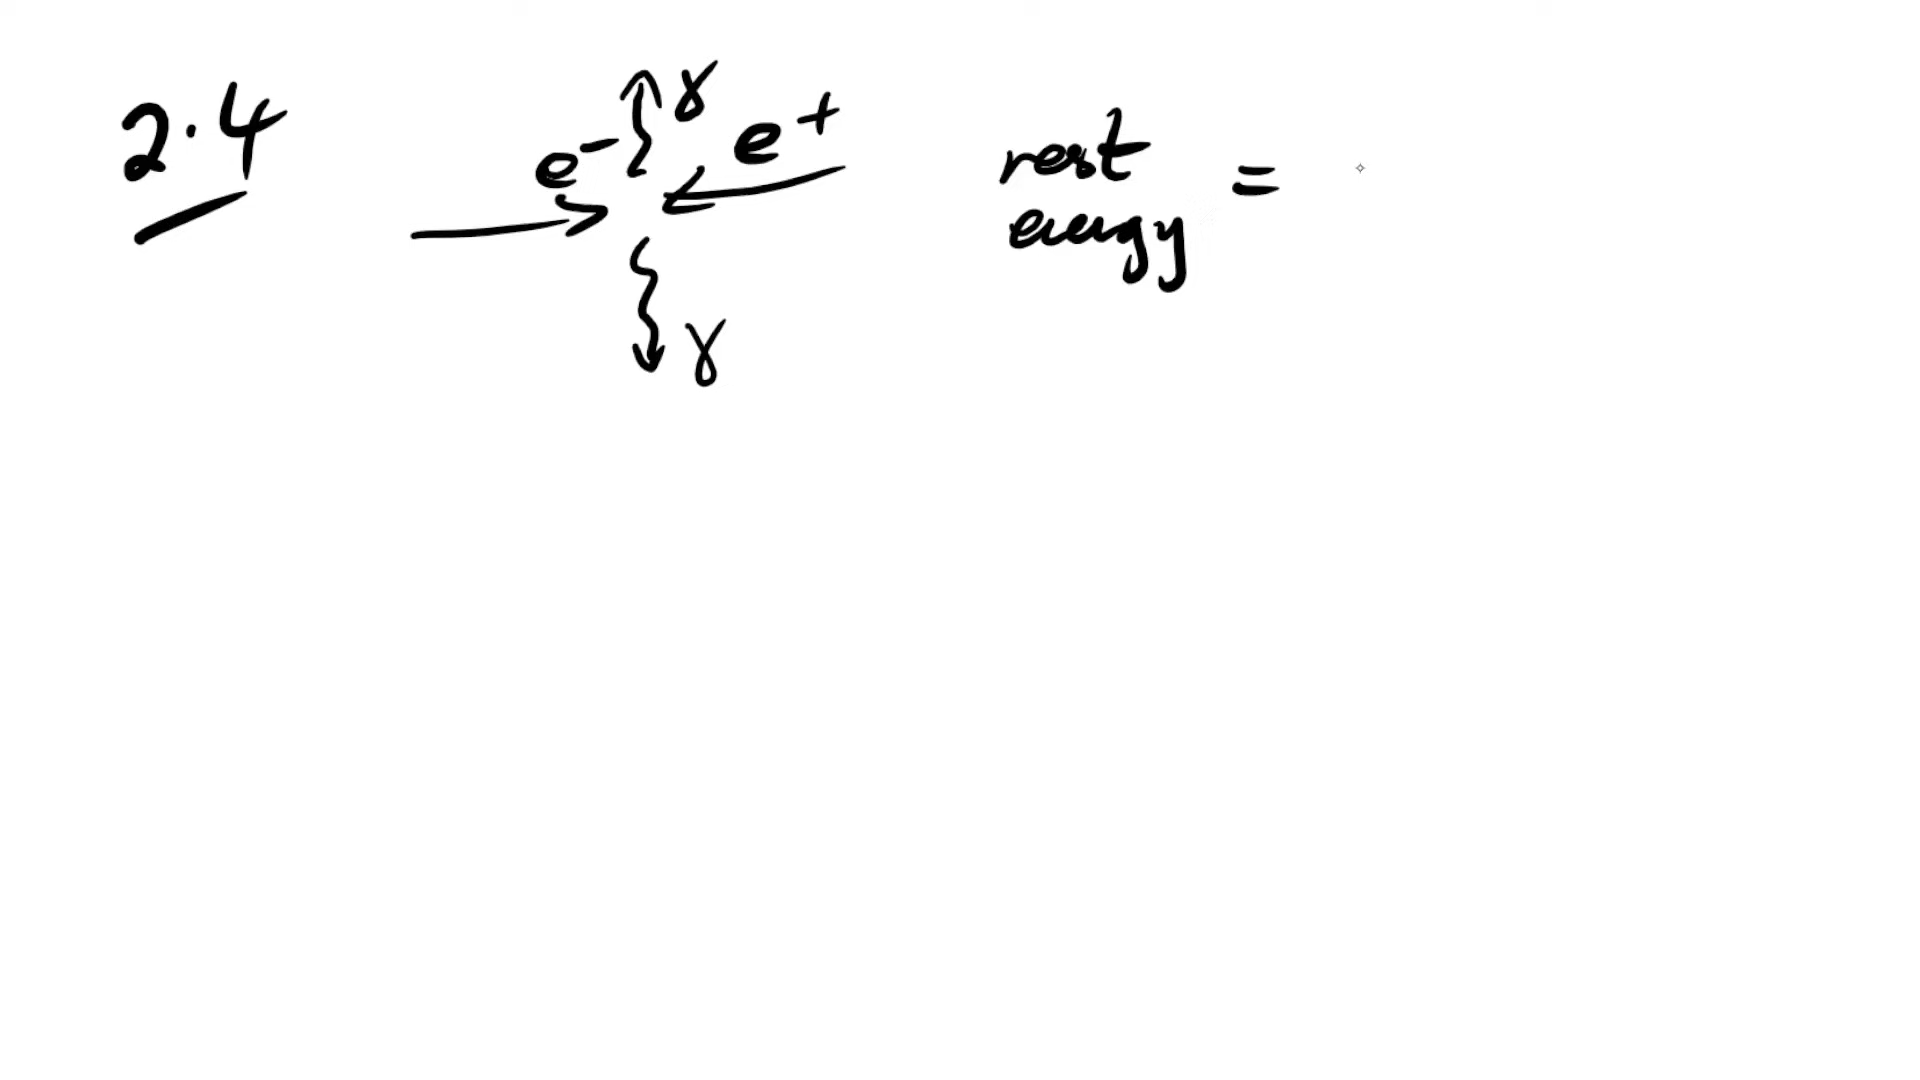 2.4
γ
e⁻
e⁺
rest
energy =
γ